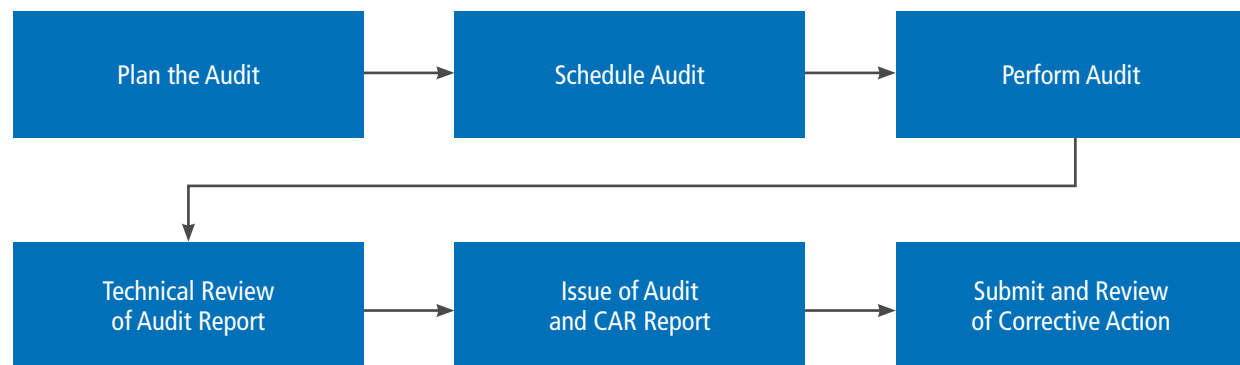 Plan the Audit
Schedule Audit
Perform Audit
Technical Review
of Audit Report
Issue of Audit
and CAR Report
Submit and Review
of Corrective Action